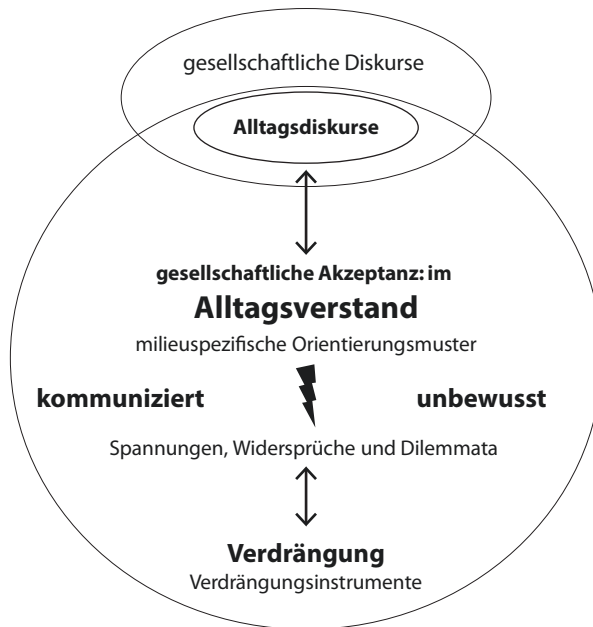 gesellschaftliche Diskurse
Alltagsdiskurse
gesellschaftliche Akzeptanz: im
Alltagsverstand
milieuspezifische Orientierungsmuster
kommuniziert
unbewusst
Spannungen, Widersprüche und Dilemmata
Verdrängung
Verdrängungsinstrumente